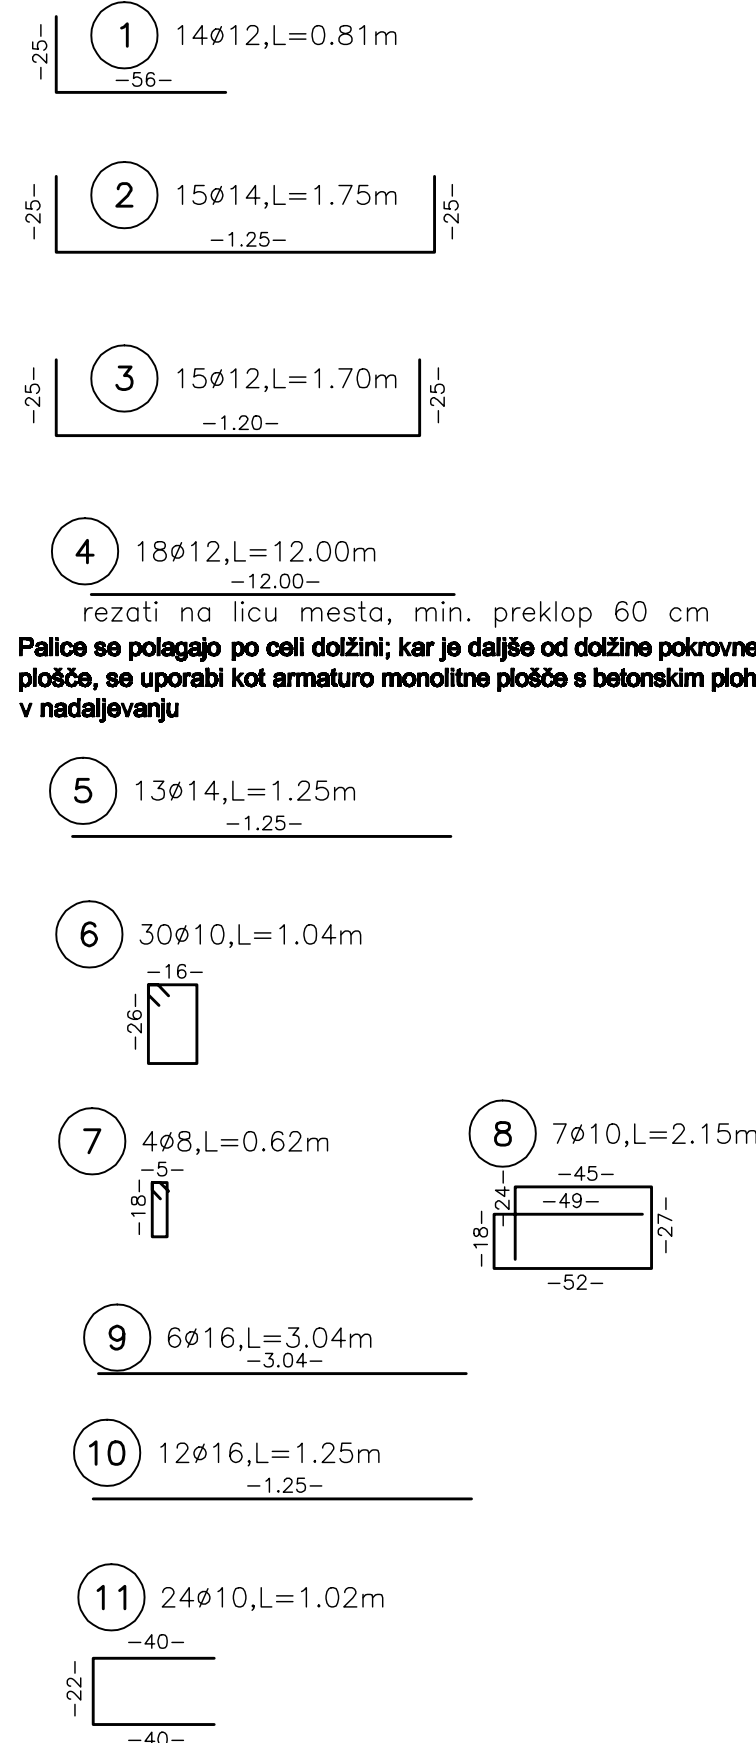 1 14ø12,L=0.81m
-25-
-56-
2 15ø14,L=1.75m
-25-
-25-
-1.25-
3 15ø12,L=1.70m
-25-
-25-
-1.20-
4 18ø12,L=12.00m
-12.00-
rezati na licu mesta, min. preklop 60 cm
Palice se polagajo po celi dolžini; kar je daljše od dolžine pokrovne
plošče, se uporabi kot armaturo monolitne plošče s betonskim ploh
v nadaljevanju
5 13ø14,L=1.25m
-1.25-
6 30ø10,L=1.04m
-16-
-26-
7 4ø8,L=0.62m
-5-
-18-
8 7ø10,L=2.15m
-45-
-24-
-49-
-18-
-27-
-52-
9 6ø16,L=3.04m
-3.04-
10 12ø16,L=1.25m
-1.25-
11 24ø10,L=1.02m
-40-
-22-
-40-